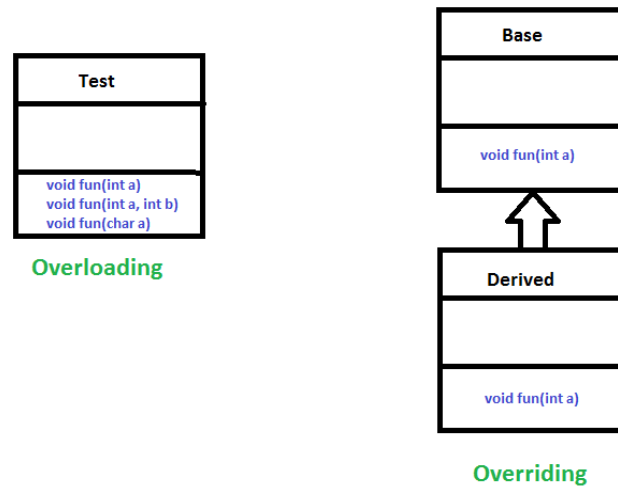 Test
void fun(int a)
void fun(int a, int b)
void fun(char a)
Overloading
Base
void fun(int a)
Derived
void fun(int a)
Overriding